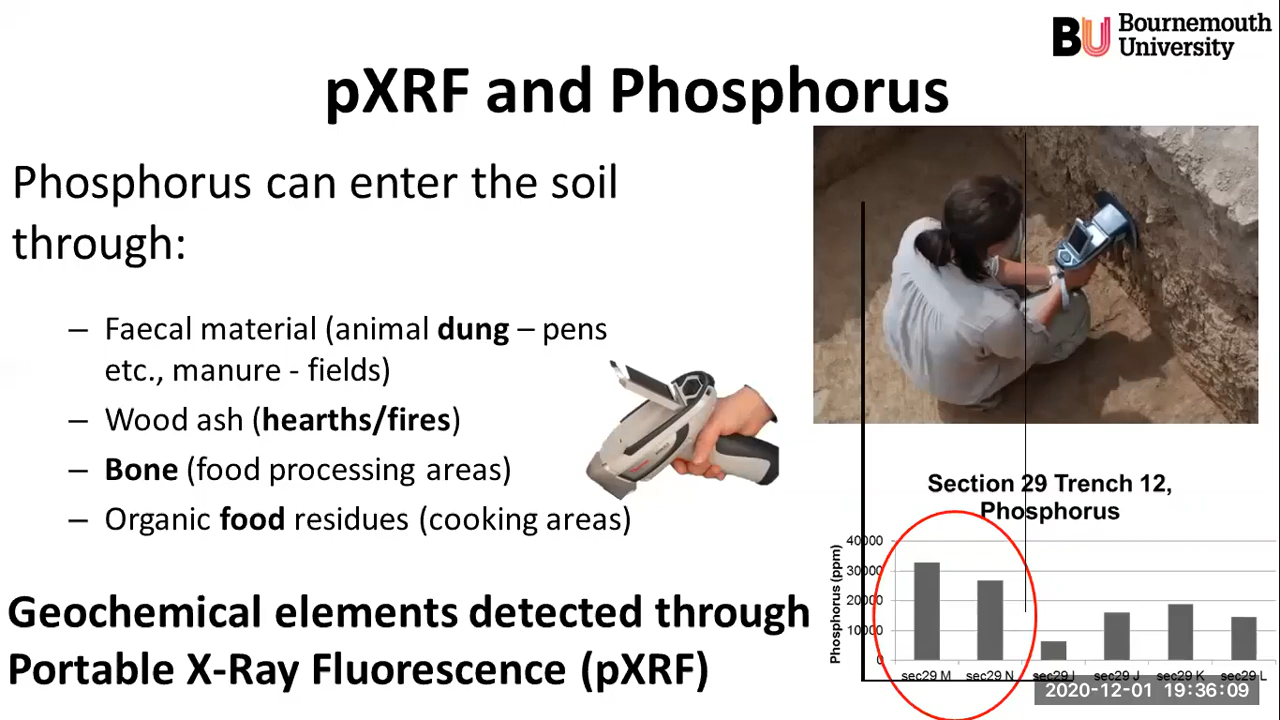 BU Bournemouth
University
pXRF and Phosphorus
Phosphorus can enter the soil
through:
– Faecal material (animal dung – pens
etc., manure - fields)
– Wood ash (hearths/fires)
– Bone (food processing areas)
– Organic food residues (cooking areas)
Geochemical elements detected through
Portable X-Ray Fluorescence (pXRF)
Section 29 Trench 12,
Phosphorus
Phosphorus (ppm)
40000
30000
20000
10000
0
sec29 M sec29 N sec29 I sec29 J sec29 K sec29 L
2020-12-01 19:36:09